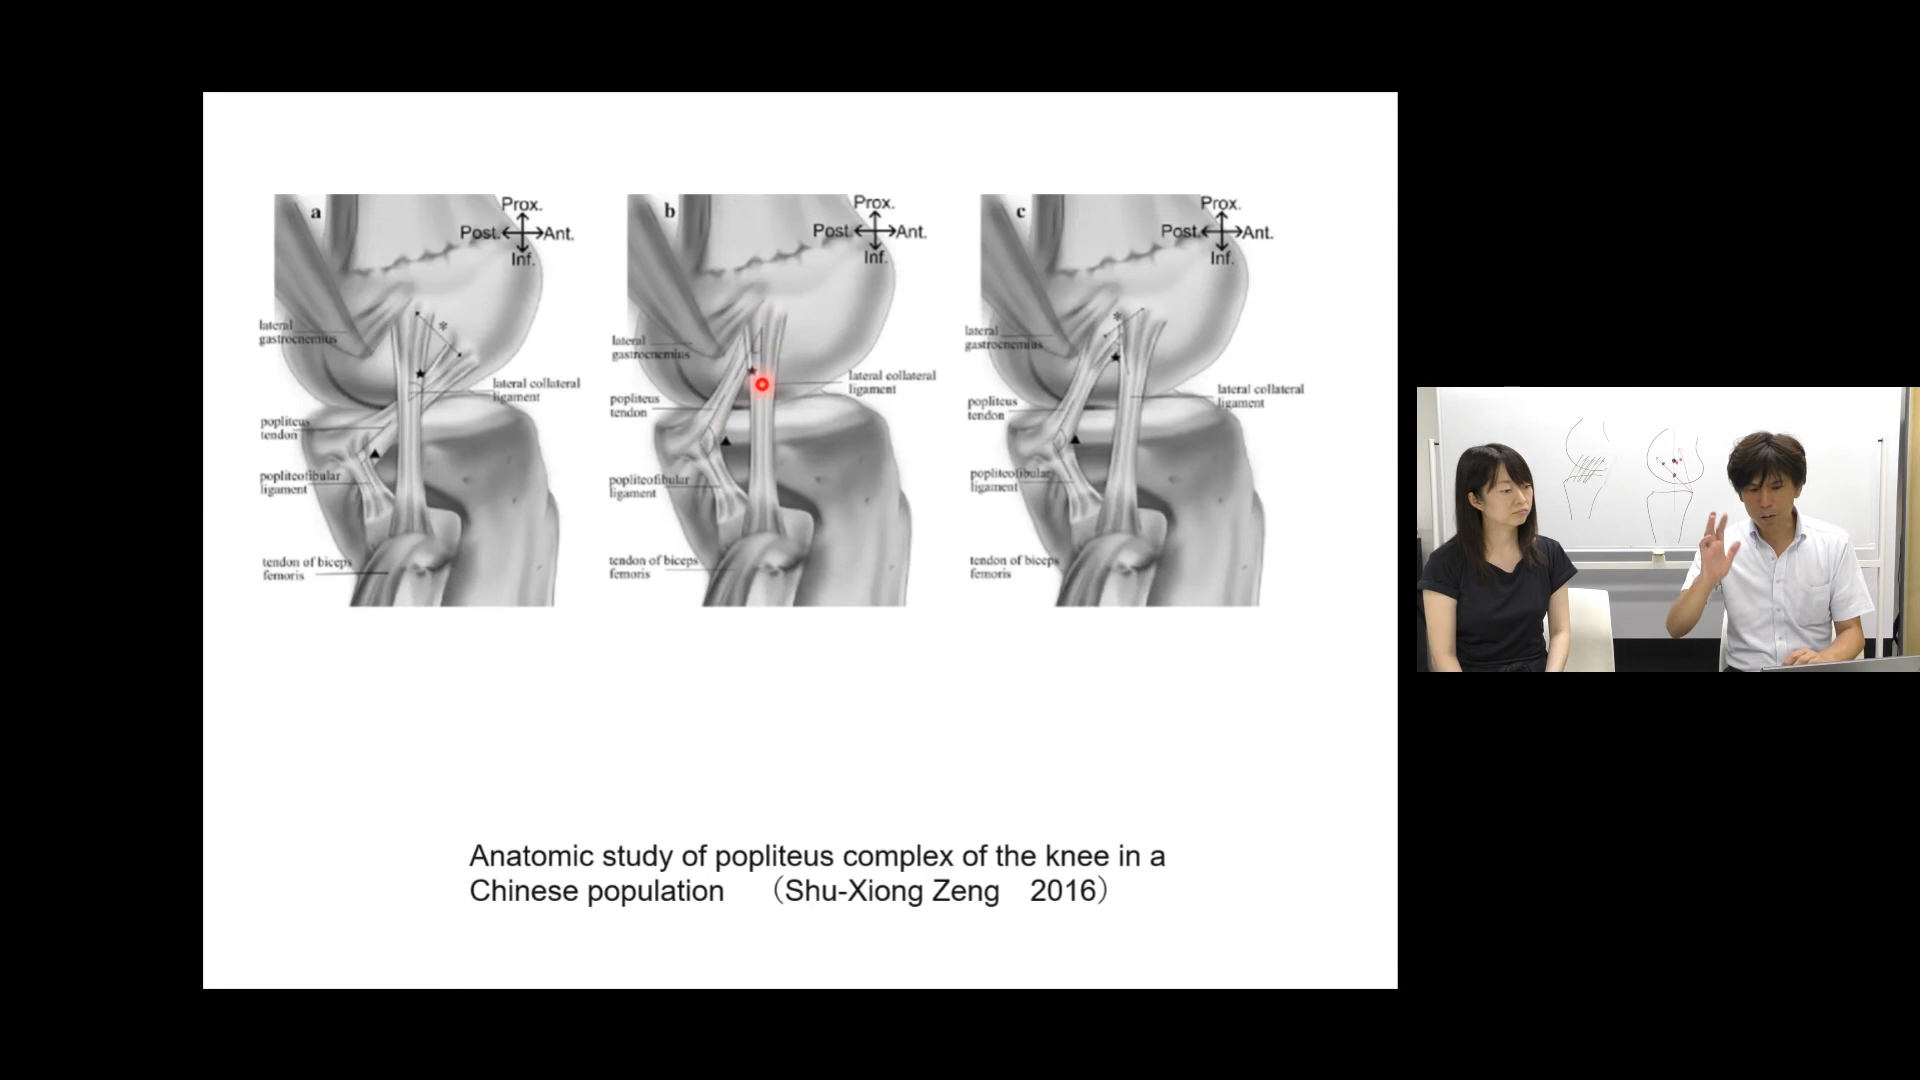 a
Prox.
Post.
Ant.
Inf.
lateral
gastrocnemius
lateral collateral
ligament
popliteus
tendon
popliteofibular
ligament
tendon of biceps
femoris
b
Prox.
Post.
Ant.
Inf.
lateral
gastrocnemius
lateral collateral
ligament
popliteus
tendon
popliteofibular
ligament
tendon of biceps
femoris
c
Prox.
Post.
Ant.
Inf.
lateral
gastrocnemius
lateral collateral
ligament
popliteus
tendon
popliteofibular
ligament
tendon of biceps
femoris
Anatomic study of popliteus complex of the knee in a
Chinese population （Shu-Xiong Zeng 2016）